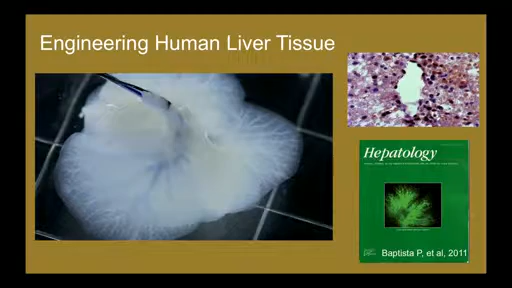 Engineering Human Liver Tissue
Hepatology
Baptista P, et al, 2011